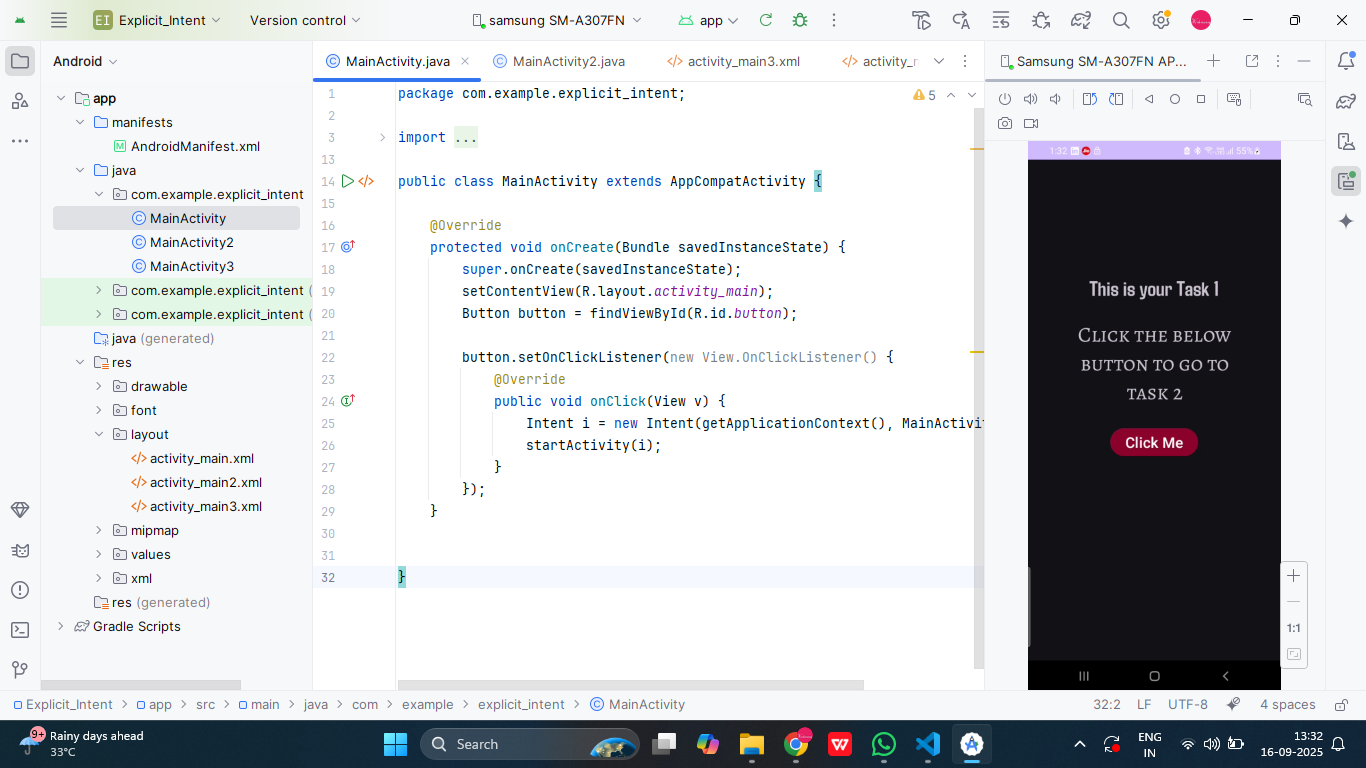 EI Explicit_Intent Version control samsung SM-A307FN app
Android
MainActivity.java MainActivity2.java activity_main3.xml
Samsung SM-A307FN AP...
app
manifests
AndroidManifest.xml
java
com.example.explicit_intent
MainActivity
MainActivity2
MainActivity3
com.example.explicit_intent (
com.example.explicit_intent (
java (generated)
res
drawable
font
layout
activity_main.xml
activity_main2.xml
activity_main3.xml
mipmap
values
xml
res (generated)
Gradle Scripts
5
1 package com.example.explicit_intent;
2
3 import ...
13
14 public class MainActivity extends AppCompatActivity {
15
16 @Override
17 protected void onCreate(Bundle savedInstanceState) {
18 super.onCreate(savedInstanceState);
19 setContentView(R.layout.activity_main);
20 Button button = findViewById(R.id.button);
21
22 button.setOnClickListener(new View.OnClickListener() {
23 @Override
24 public void onClick(View v) {
25 Intent i = new Intent(getApplicationContext(), MainActivit
26 startActivity(i);
27 }
28 });
29 }
30
31
32 }
1:32 55%
This is your Task 1
Click the below
button to go to
task 2
Click Me
1:1
Explicit_Intent > app > src > main > java > com > example > explicit_intent > MainActivity
32:2 LF UTF-8 4 spaces
9+
Rainy days ahead
33°C
Search
ENG
IN
13:32
16-09-2025